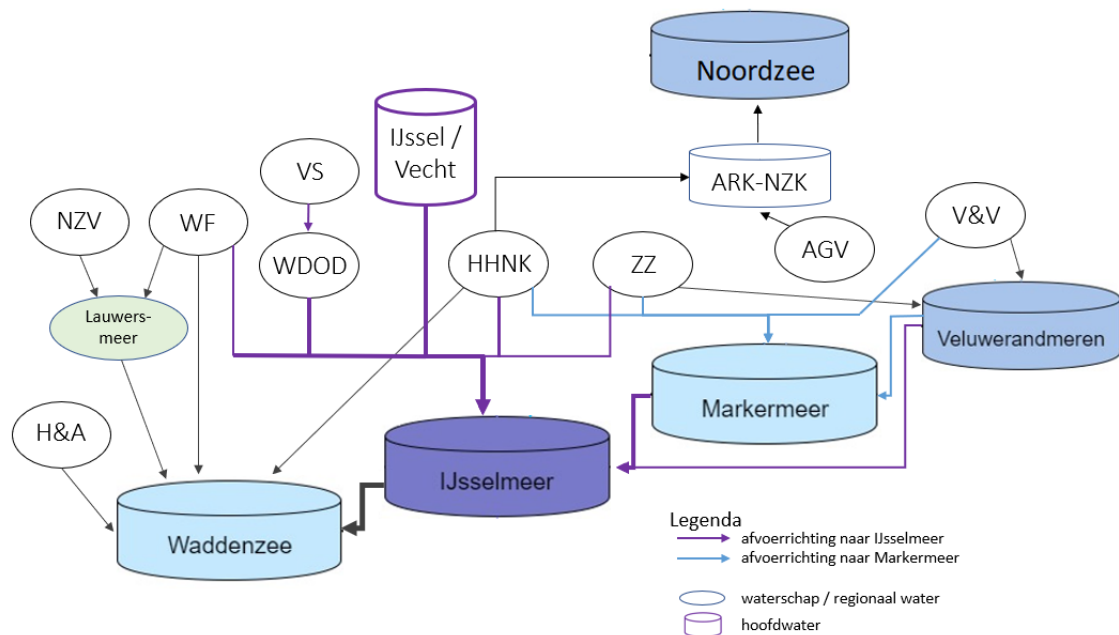 Noordzee
IJssel /
Vecht
VS
ARK-NZK
NZV
WF
V&V
WDOD
HHNK
ZZ
AGV
Lauwers-
meer
Veluwerandmeren
Markermeer
H&A
IJsselmeer
Waddenzee
Legenda
afvoerrichting naar IJsselmeer
afvoerrichting naar Markermeer
waterschap / regionaal water
hoofdwater